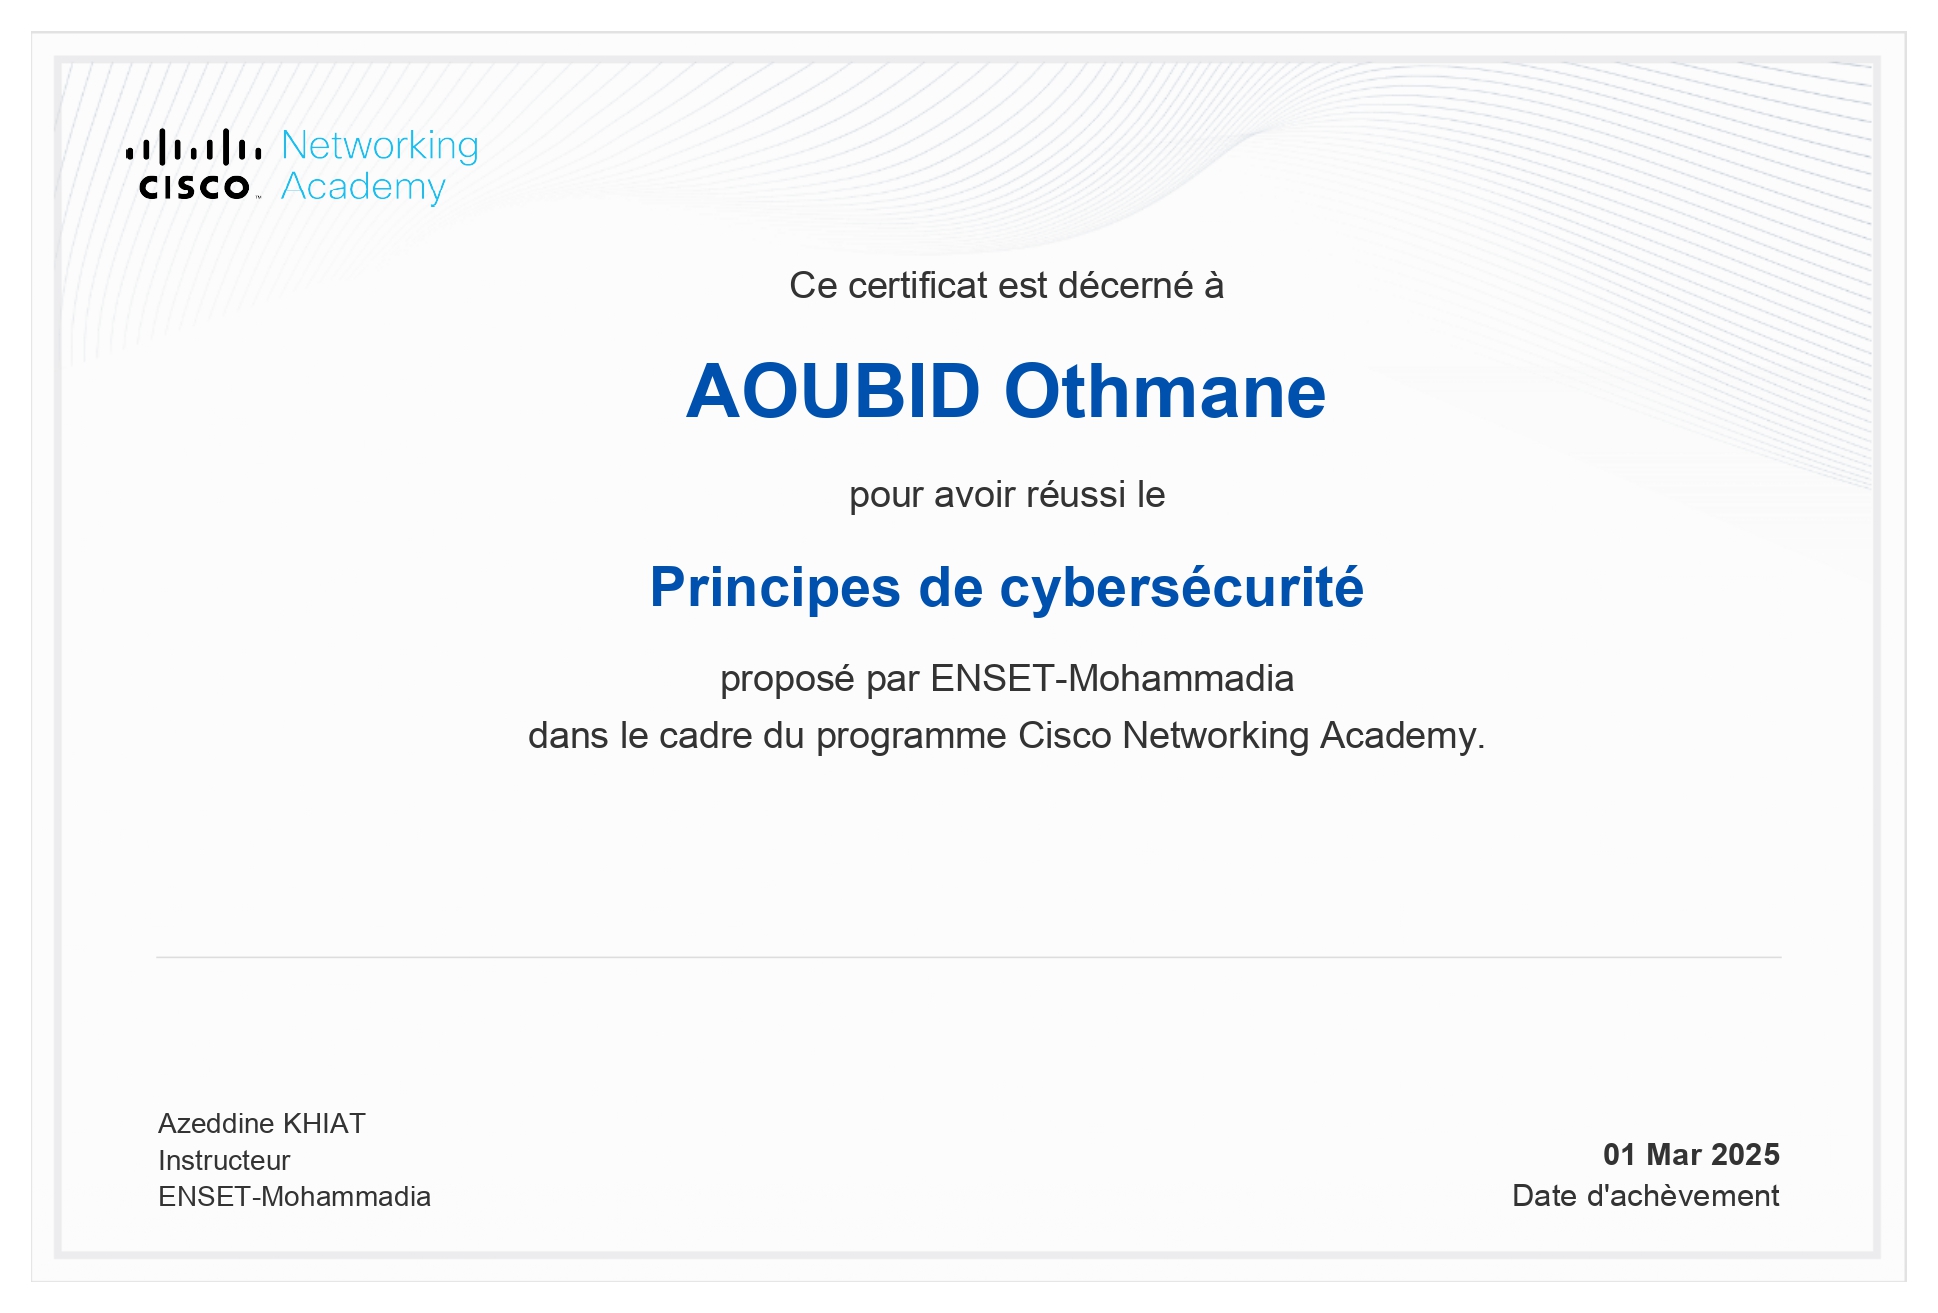 Networking
CISCO™ Academy
Ce certificat est décerné à
AOUBID Othmane
pour avoir réussi le
Principes de cybersécurité
proposé par ENSET-Mohammadia
dans le cadre du programme Cisco Networking Academy.
Azeddine KHIAT
Instructeur
ENSET-Mohammadia
01 Mar 2025
Date d'achèvement